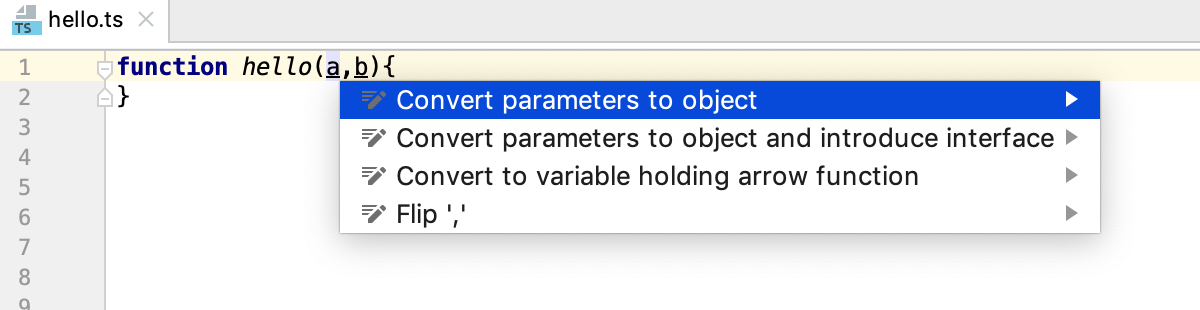 TS hello.ts
1 function hello(a,b){
2 }
Convert parameters to object
3 Convert parameters to object and introduce interface
4
5 Convert to variable holding arrow function
6 Flip ','
7
8
9